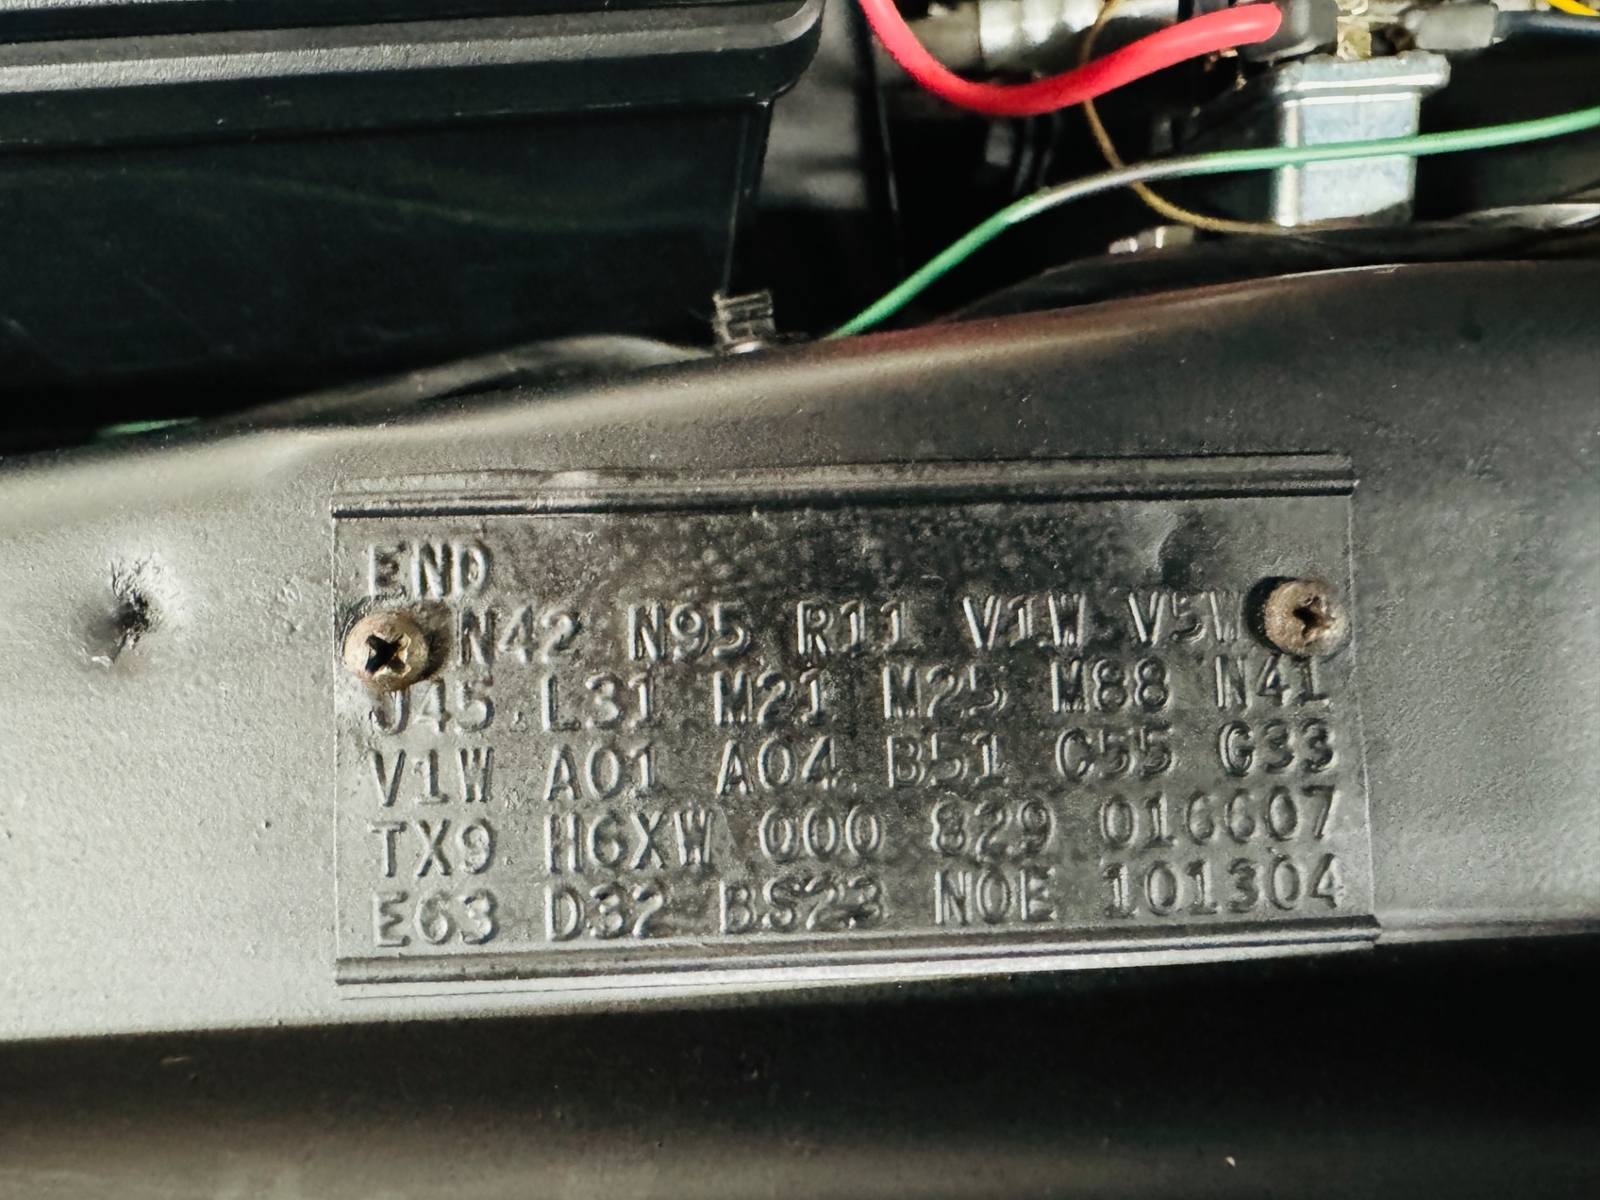 END
N42 N95 R11 V1W V5W
J45 L31 M21 M25 M88 N41
V1W A01 A04 B51 C55 G33
TX9 H6XW 000 829 016607
E63 D32 BS23 N0E 101304